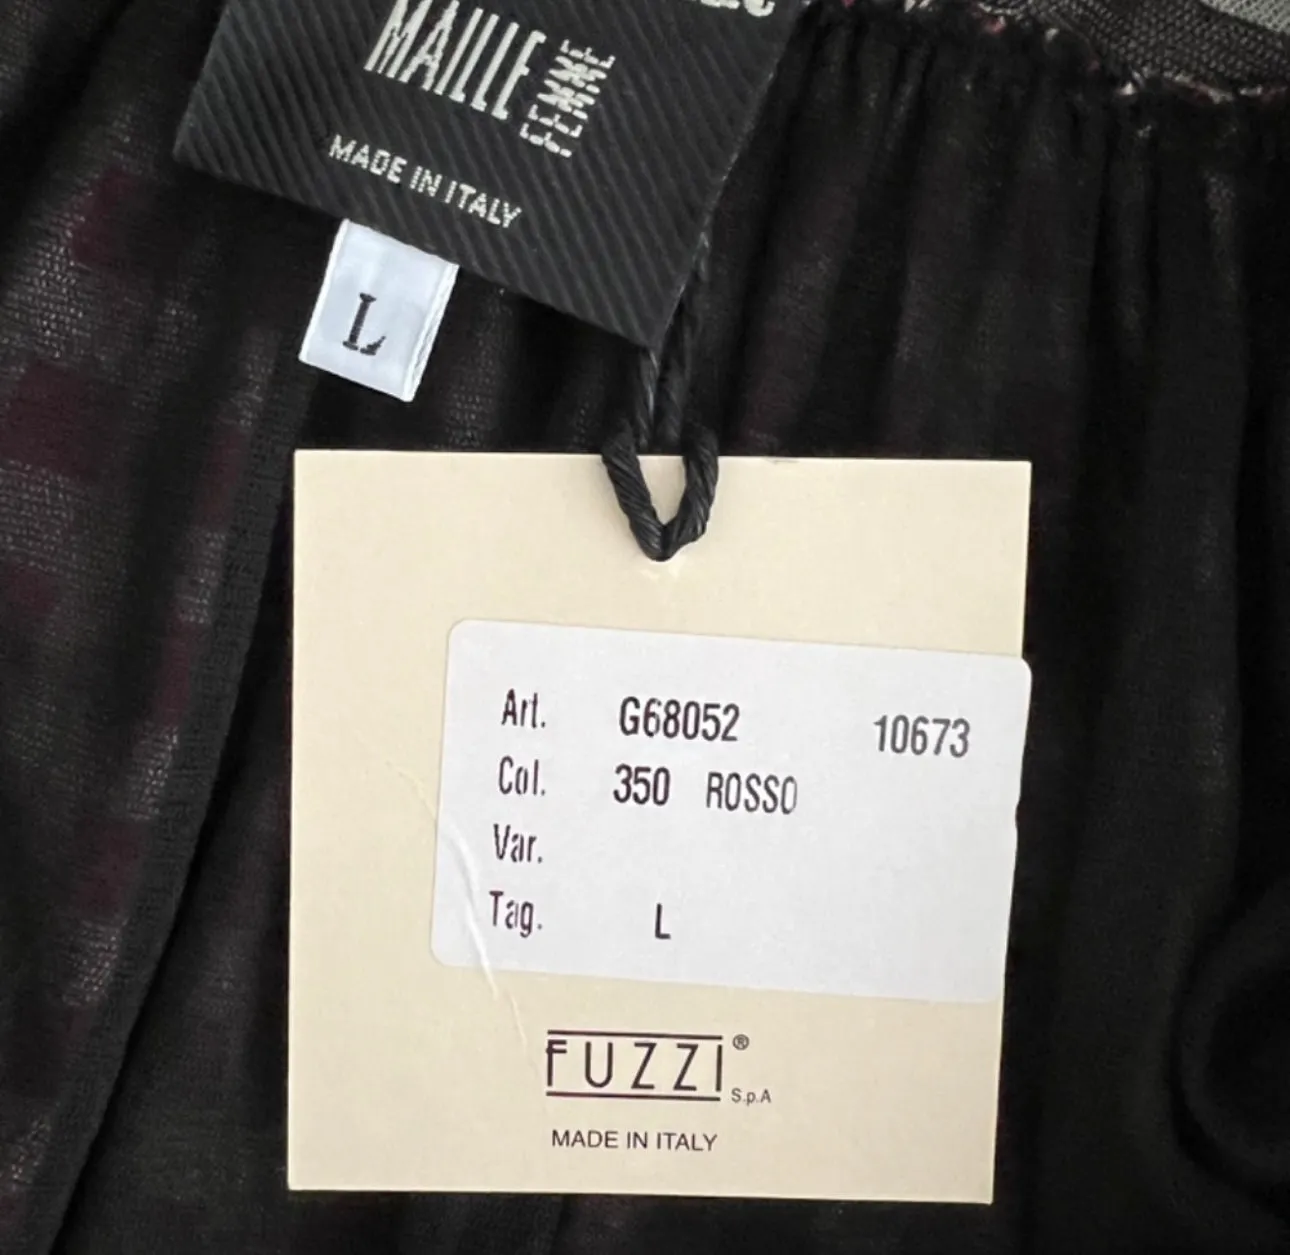 MAILLE
FEMME
MADE IN ITALY
L
Art. G68052 10673
Col. 350 ROSSO
Var.
Tag. L
FUZZI®
S.p.A
MADE IN ITALY